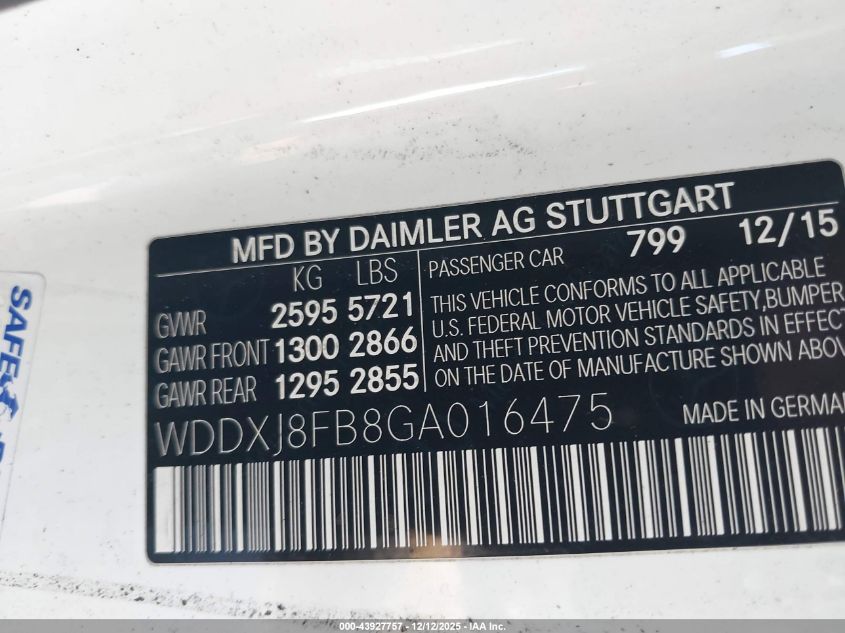 MFD BY DAIMLER AG STUTTGART
KG LBS
GVWR 2595 5721
GAWR FRONT 1300 2866
GAWR REAR 1295 2855
PASSENGER CAR 799 12/15
THIS VEHICLE CONFORMS TO ALL APPLICABLE
U.S. FEDERAL MOTOR VEHICLE SAFETY, BUMPER,
AND THEFT PREVENTION STANDARDS IN EFFECT
ON THE DATE OF MANUFACTURE SHOWN ABOV
WDDXJ8FB8GA016475
MADE IN GERMAN
SAFE
000-43927757 - 12/12/2025 - IAA Inc.